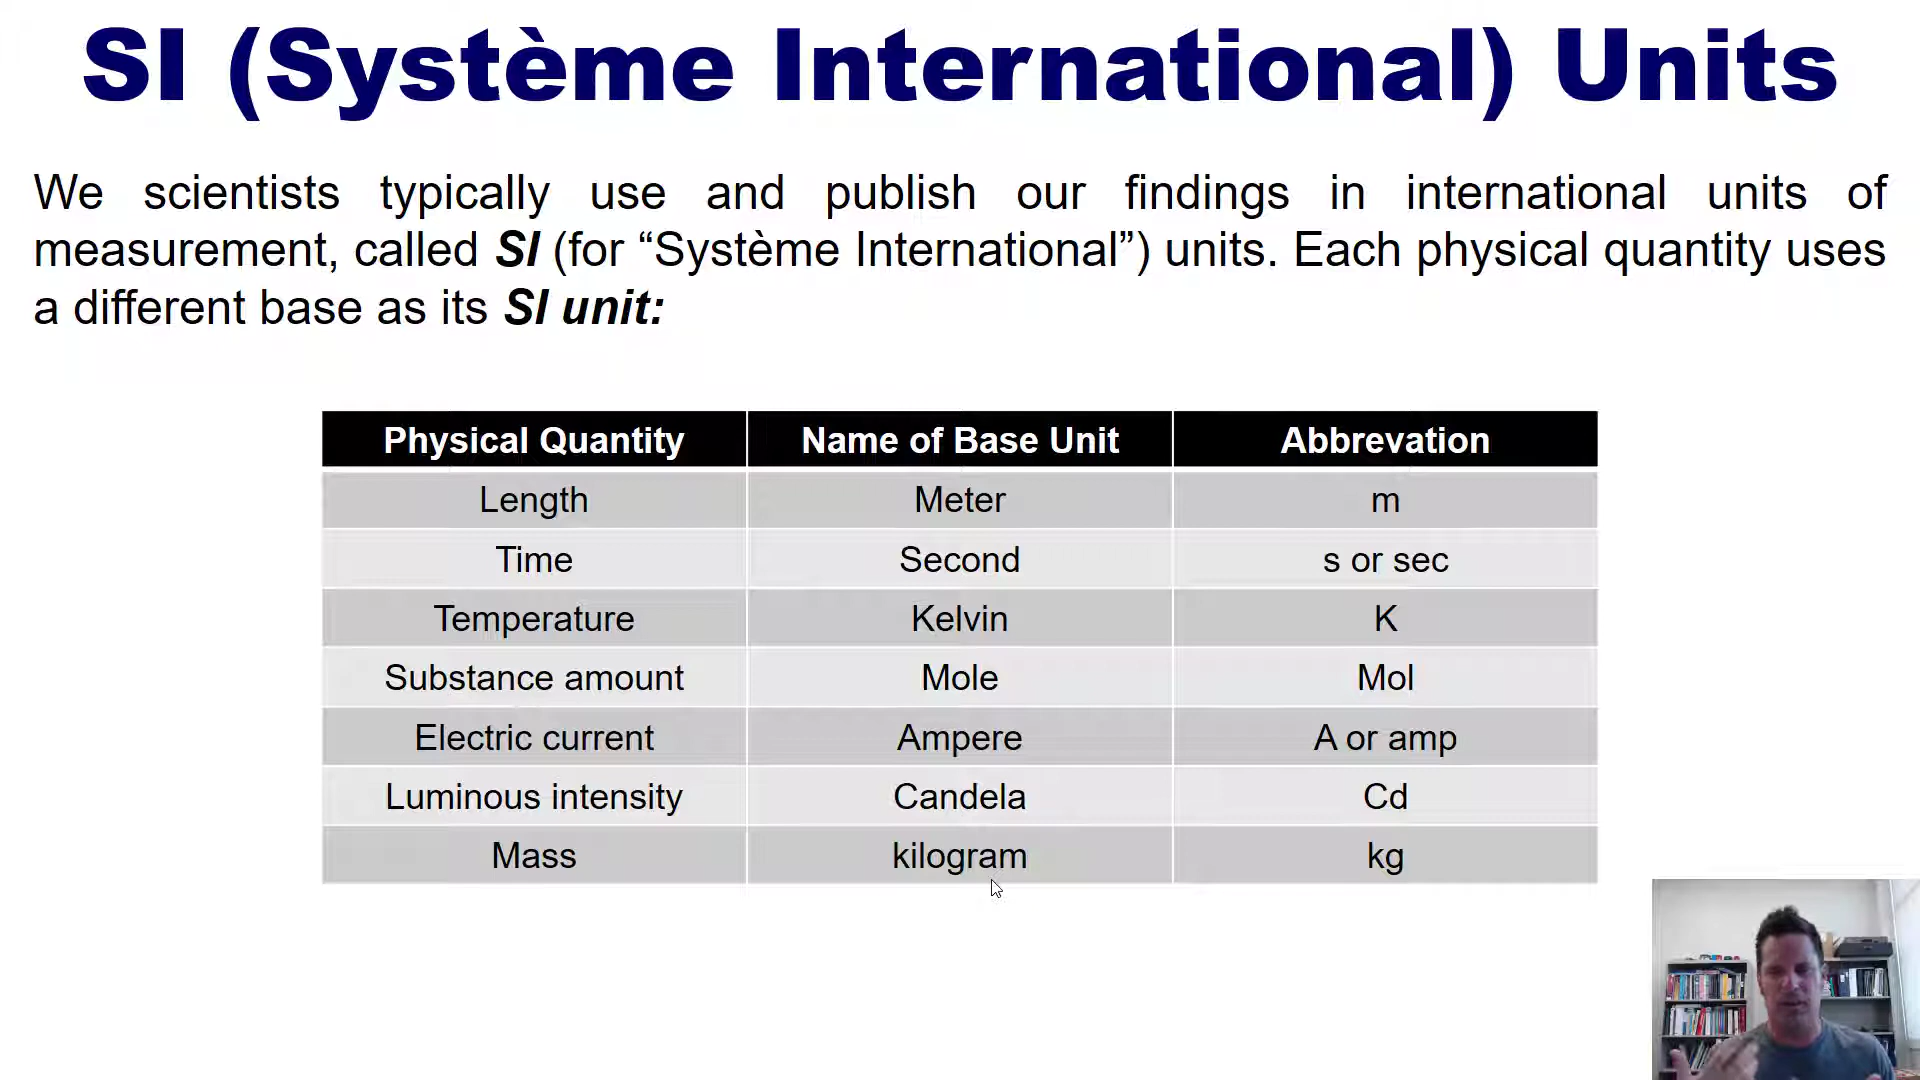 SI (Système International) Units
We scientists typically use and publish our findings in international units of
measurement, called SI (for “Système International”) units. Each physical quantity uses
a different base as its SI unit:
Physical Quantity Name of Base Unit Abbrevation
Length Meter m
Time Second s or sec
Temperature Kelvin K
Substance amount Mole Mol
Electric current Ampere A or amp
Luminous intensity Candela Cd
Mass kilogram kg